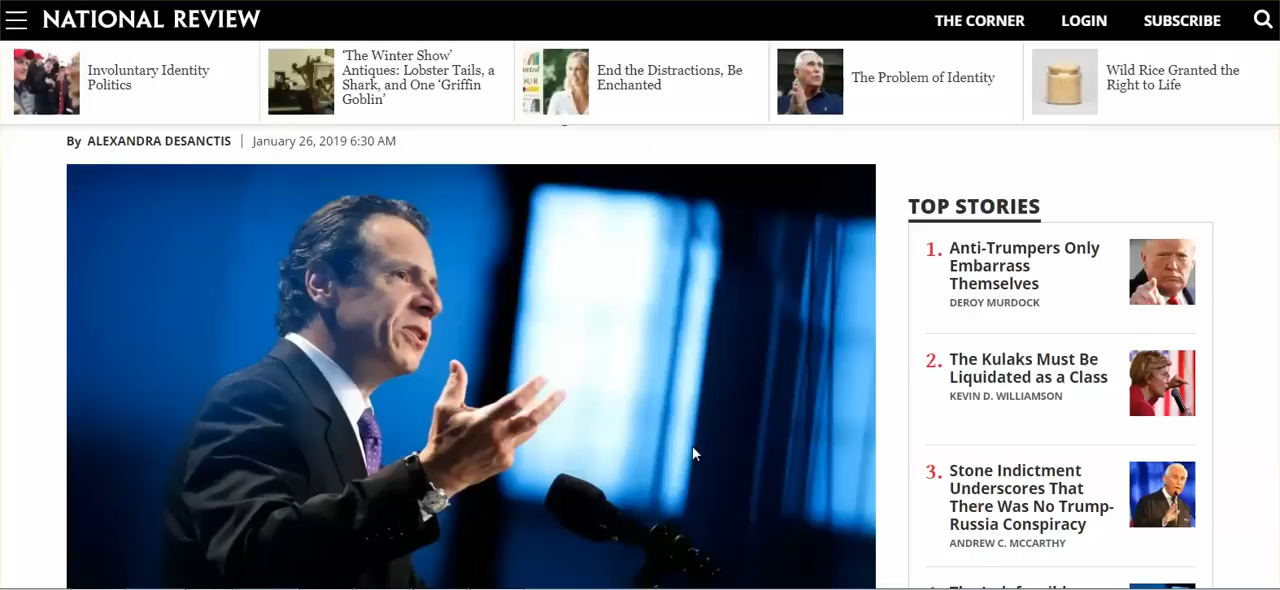 NATIONAL REVIEW
THE CORNER
LOGIN
SUBSCRIBE
Involuntary Identity
Politics
‘The Winter Show’
Antiques: Lobster Tails, a
Shark, and One ‘Griffin
Goblin’
End the Distractions, Be
Enchanted
The Problem of Identity
Wild Rice Granted the
Right to Life
By ALEXANDRA DESANCTIS | January 26, 2019 6:30 AM
TOP STORIES
1. Anti-Trumpers Only
Embarrass
Themselves
DEROY MURDOCK
2. The Kulaks Must Be
Liquidated as a Class
KEVIN D. WILLIAMSON
3. Stone Indictment
Underscores That
There Was No Trump-
Russia Conspiracy
ANDREW C. MCCARTHY